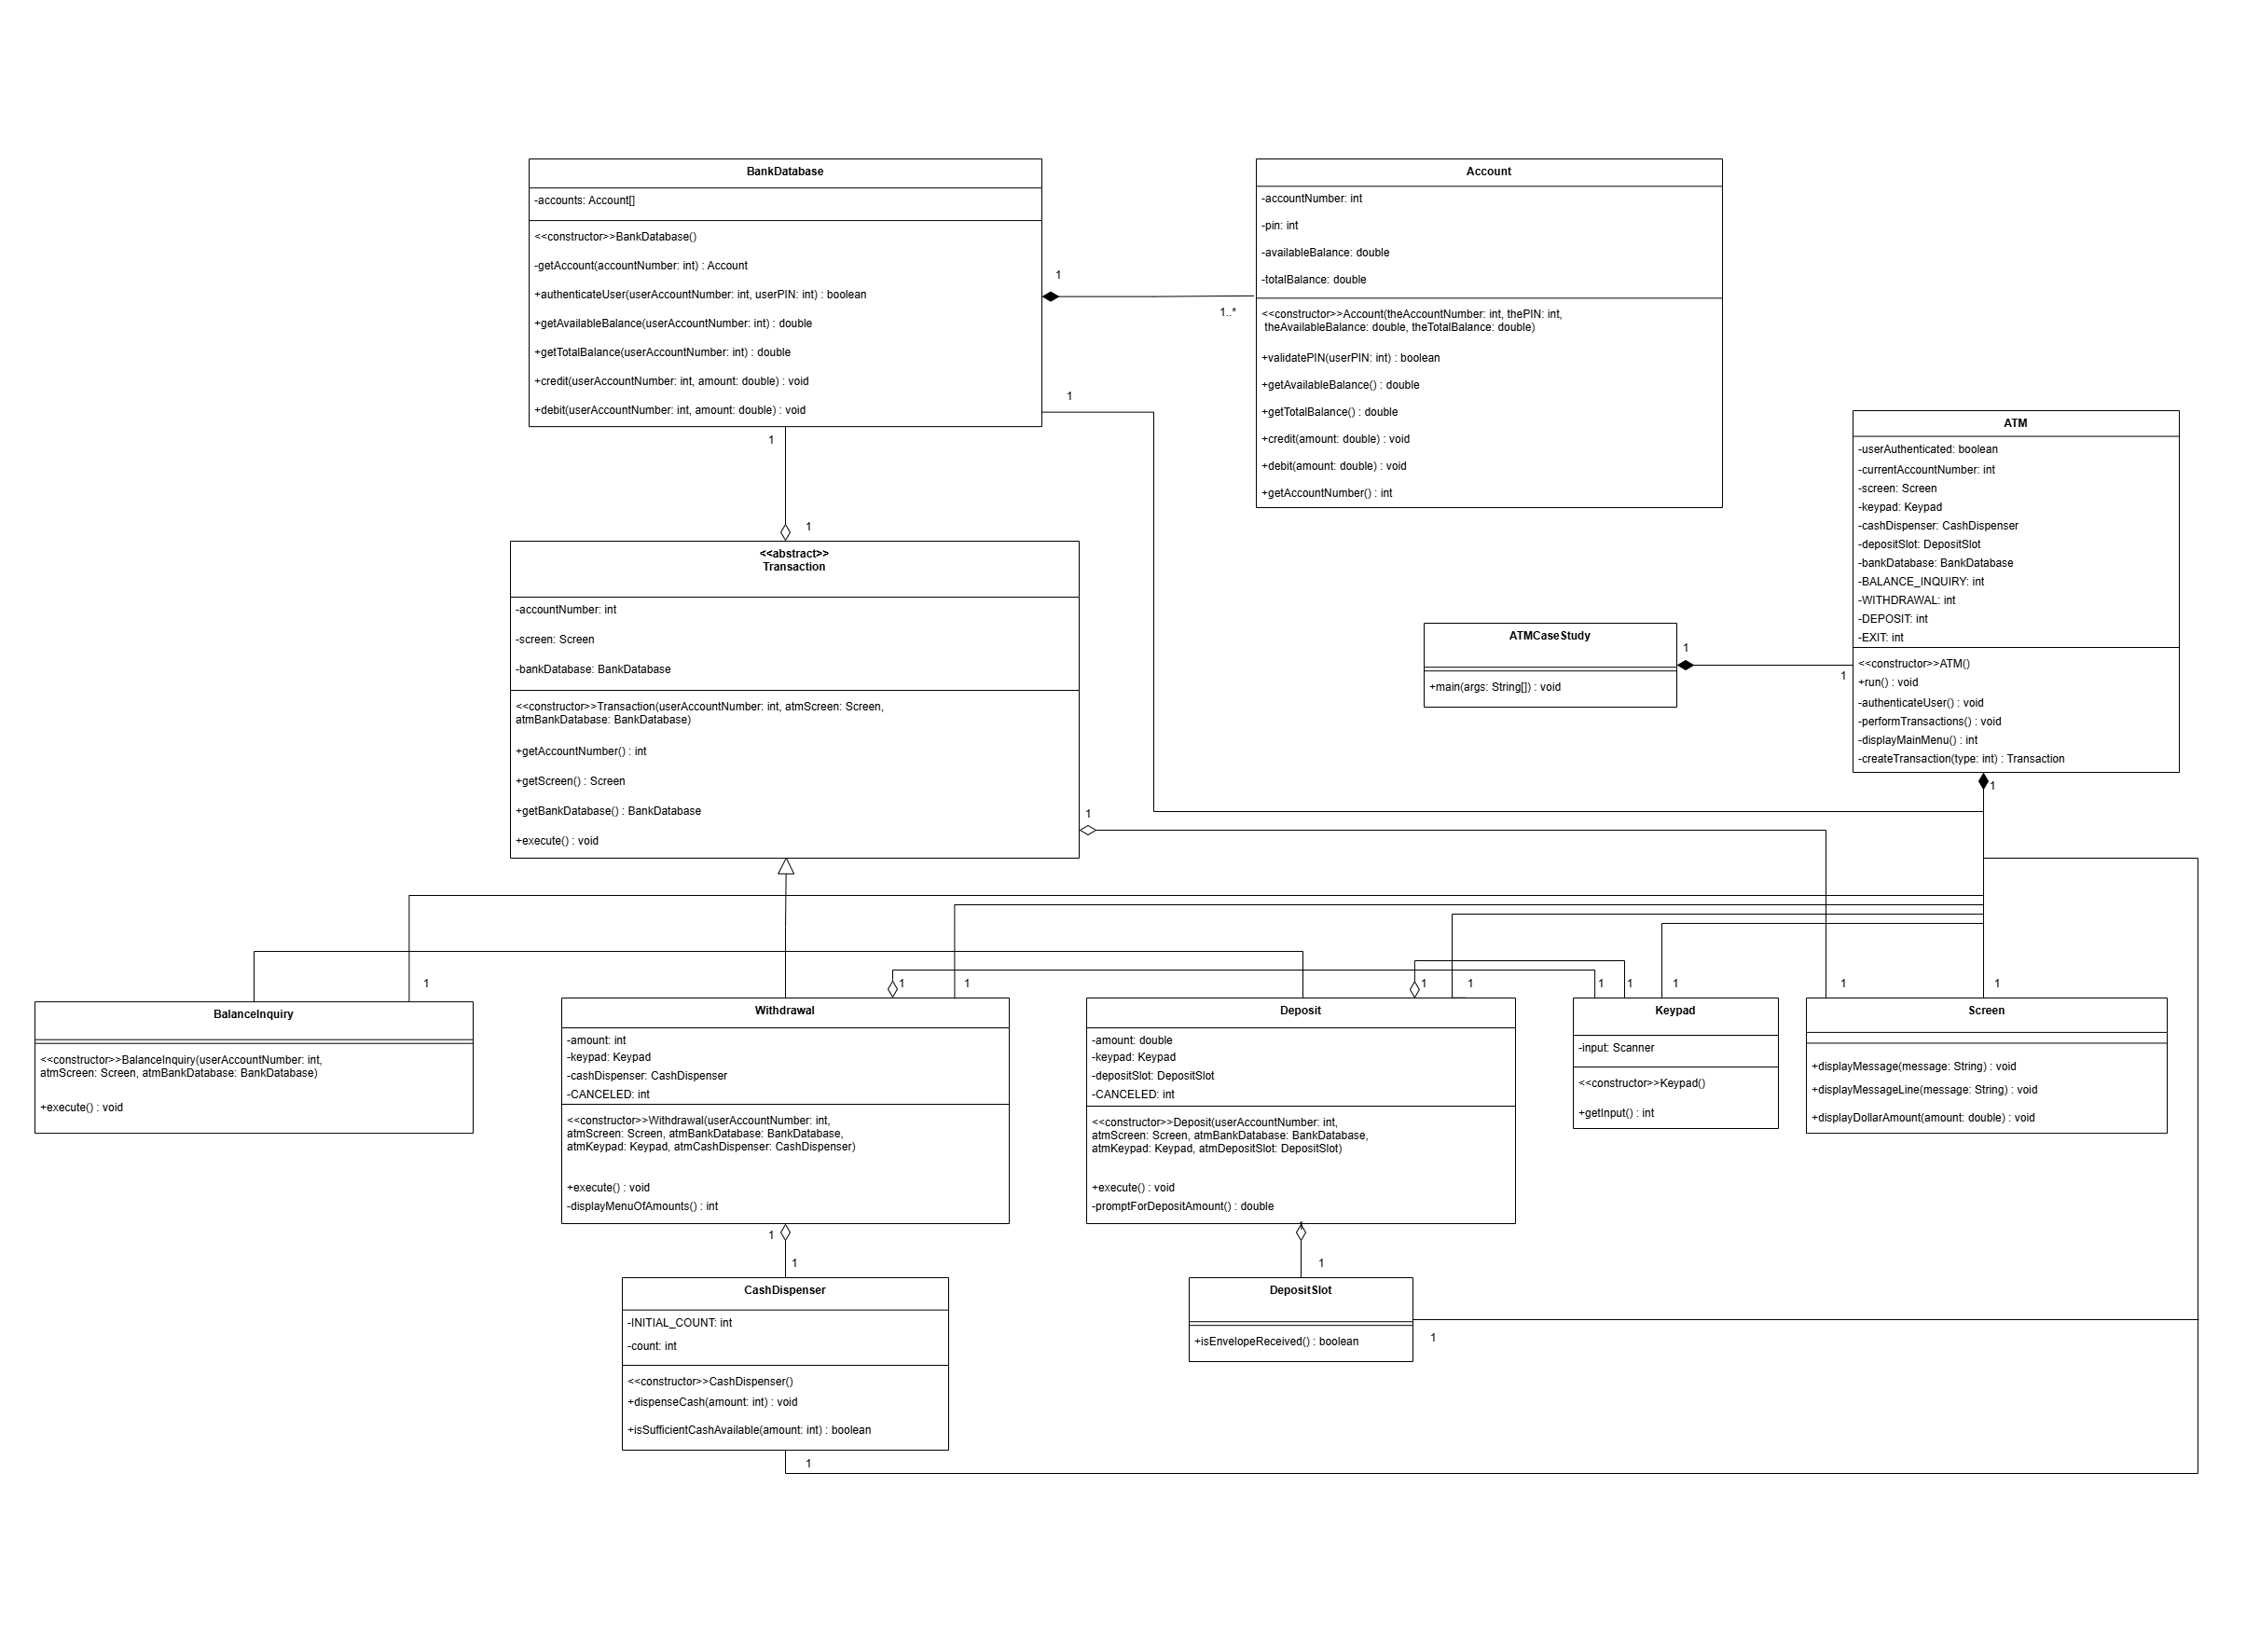 BankDatabase
-accounts: Account[]
<<constructor>>BankDatabase()
-getAccount(accountNumber: int) : Account
+authenticateUser(userAccountNumber: int, userPIN: int) : boolean
+getAvailableBalance(userAccountNumber: int) : double
+getTotalBalance(userAccountNumber: int) : double
+credit(userAccountNumber: int, amount: double) : void
+debit(userAccountNumber: int, amount: double) : void
1
1..*
1
1
1
Account
-accountNumber: int
-pin: int
-availableBalance: double
-totalBalance: double
<<constructor>>Account(theAccountNumber: int, thePIN: int,
theAvailableBalance: double, theTotalBalance: double)
+validatePIN(userPIN: int) : boolean
+getAvailableBalance() : double
+getTotalBalance() : double
+credit(amount: double) : void
+debit(amount: double) : void
+getAccountNumber() : int
ATM
-userAuthenticated: boolean
-currentAccountNumber: int
-screen: Screen
-keypad: Keypad
-cashDispenser: CashDispenser
-depositSlot: DepositSlot
-bankDatabase: BankDatabase
-BALANCE_INQUIRY: int
-WITHDRAWAL: int
-DEPOSIT: int
-EXIT: int
<<constructor>>ATM()
+run() : void
-authenticateUser() : void
-performTransactions() : void
-displayMainMenu() : int
-createTransaction(type: int) : Transaction
1
ATMCaseStudy
+main(args: String[]) : void
1
1
<<abstract>>
Transaction
-accountNumber: int
-screen: Screen
-bankDatabase: BankDatabase
<<constructor>>Transaction(userAccountNumber: int, atmScreen: Screen,
atmBankDatabase: BankDatabase)
+getAccountNumber() : int
+getScreen() : Screen
+getBankDatabase() : BankDatabase
+execute() : void
1
1
1
1
1
1
1
1
1
1
1
BalanceInquiry
<<constructor>>BalanceInquiry(userAccountNumber: int,
atmScreen: Screen, atmBankDatabase: BankDatabase)
+execute() : void
Withdrawal
-amount: int
-keypad: Keypad
-cashDispenser: CashDispenser
-CANCELED: int
<<constructor>>Withdrawal(userAccountNumber: int,
atmScreen: Screen, atmBankDatabase: BankDatabase,
atmKeypad: Keypad, atmCashDispenser: CashDispenser)
+execute() : void
-displayMenuOfAmounts() : int
Deposit
-amount: double
-keypad: Keypad
-depositSlot: DepositSlot
-CANCELED: int
<<constructor>>Deposit(userAccountNumber: int,
atmScreen: Screen, atmBankDatabase: BankDatabase,
atmKeypad: Keypad, atmDepositSlot: DepositSlot)
+execute() : void
-promptForDepositAmount() : double
Keypad
-input: Scanner
<<constructor>>Keypad()
+getInput() : int
Screen
+displayMessage(message: String) : void
+displayMessageLine(message: String) : void
+displayDollarAmount(amount: double) : void
1
1
1
1
CashDispenser
-INITIAL_COUNT: int
-count: int
<<constructor>>CashDispenser()
+dispenseCash(amount: int) : void
+isSufficientCashAvailable(amount: int) : boolean
1
DepositSlot
+isEnvelopeReceived() : boolean
1